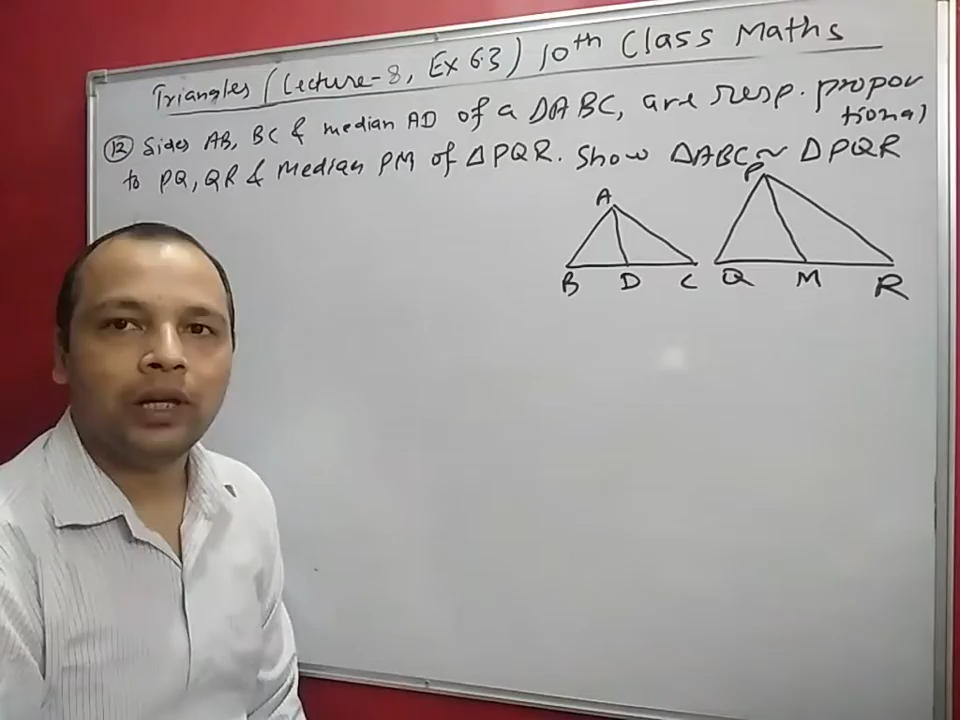 Triangles (Lecture-8, Ex 6.3) 10th Class Maths
(12) Sides AB, BC & median AD of a ΔABC, are resp. propor
tional
to PQ, QR & Median PM of ΔPQR. Show ΔABC ~ ΔPQR
A
P
B D C Q M R